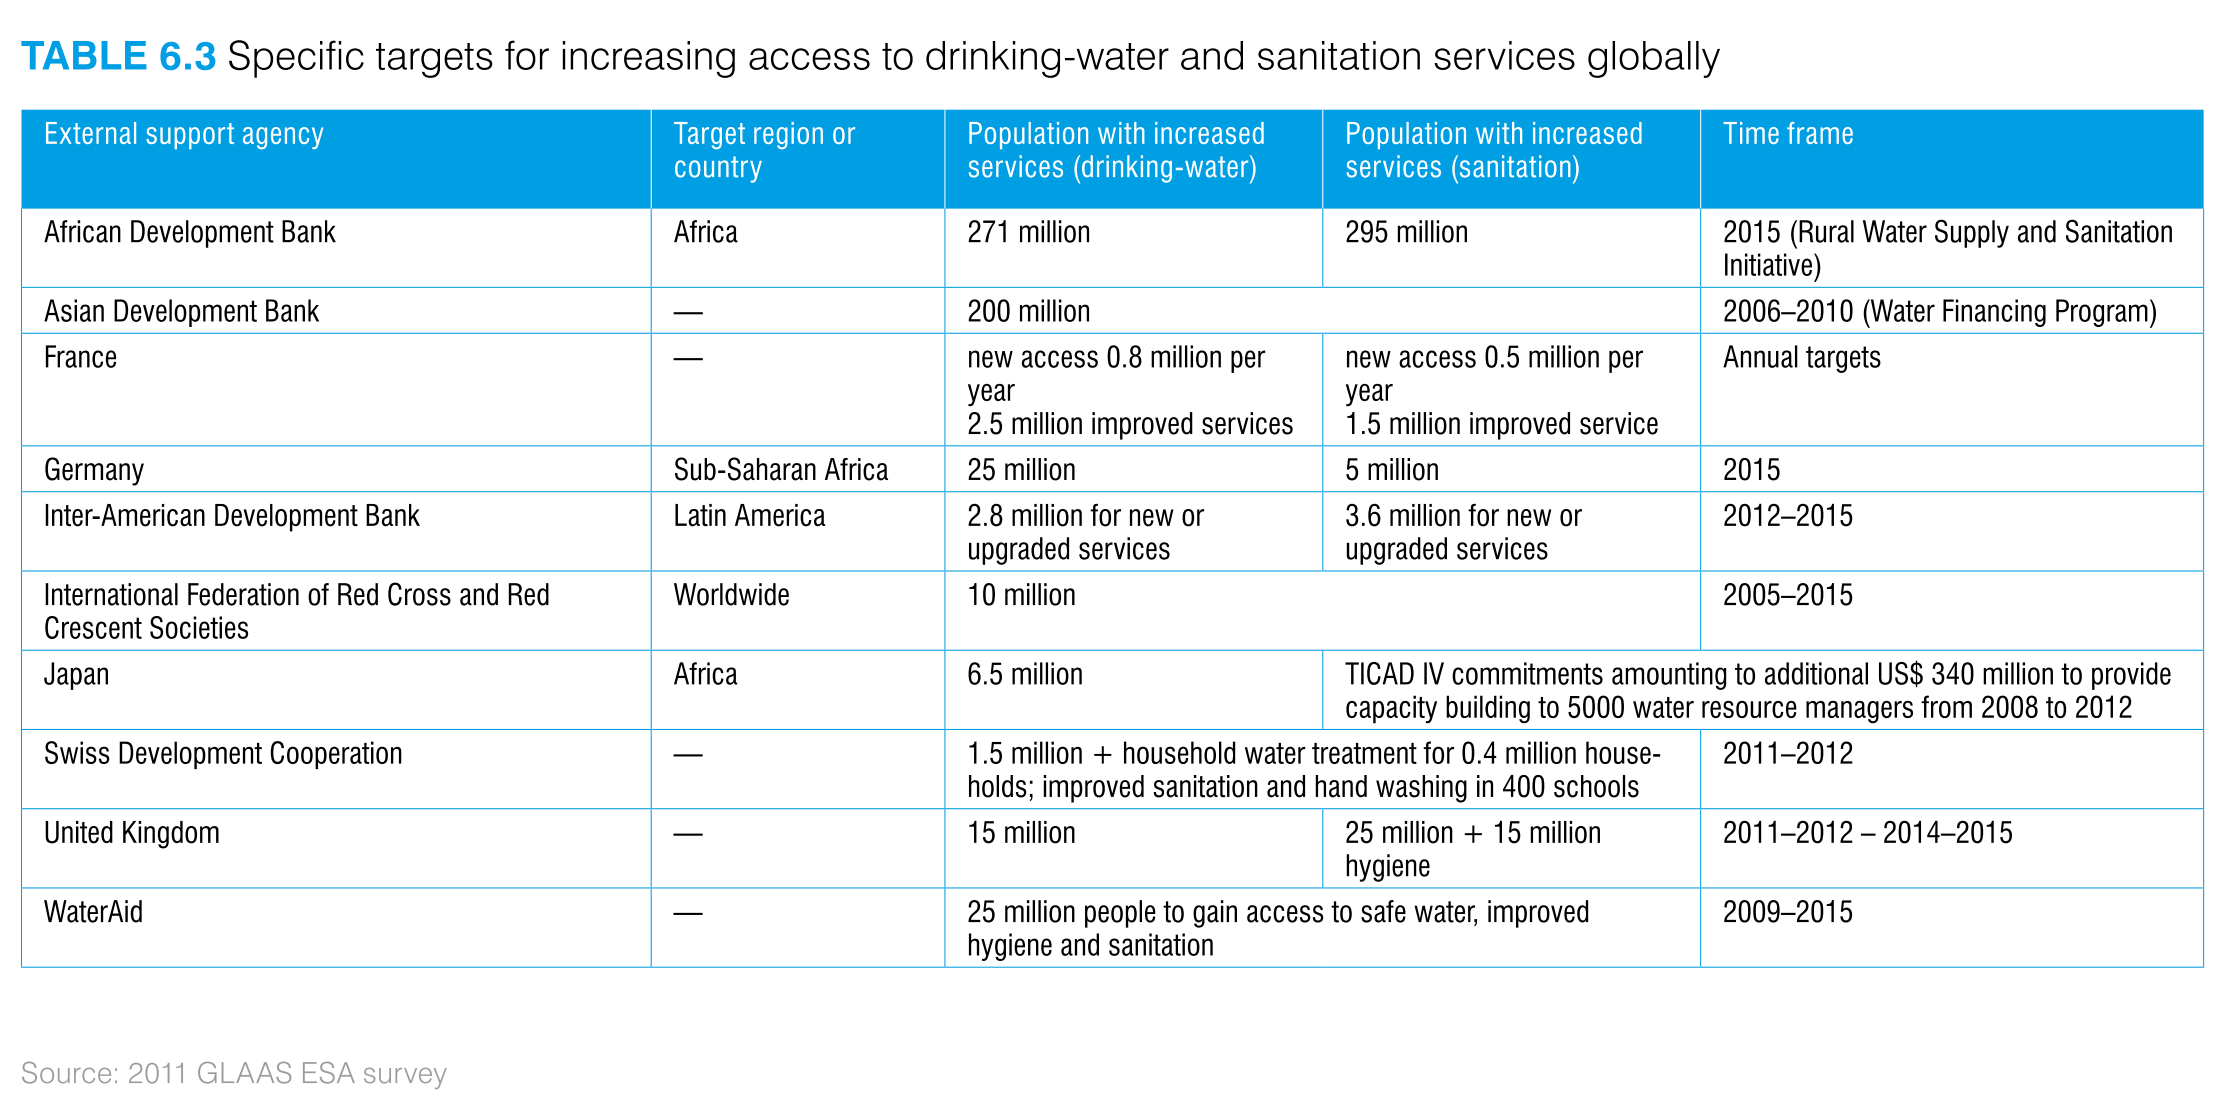 TABLE 6.3 Specific targets for increasing access to drinking-water and sanitation services globally
External support agency
Target region or
country
Population with increased
services (drinking-water)
Population with increased
services (sanitation)
Time frame
African Development Bank
Africa
271 million
295 million
2015 (Rural Water Supply and Sanitation
Initiative)
Asian Development Bank
—
200 million
2006–2010 (Water Financing Program)
France
—
new access 0.8 million per
year
2.5 million improved services
new access 0.5 million per
year
1.5 million improved service
Annual targets
Germany
Sub-Saharan Africa
25 million
5 million
2015
Inter-American Development Bank
Latin America
2.8 million for new or
upgraded services
3.6 million for new or
upgraded services
2012–2015
International Federation of Red Cross and Red
Crescent Societies
Worldwide
10 million
2005–2015
Japan
Africa
6.5 million
TICAD IV commitments amounting to additional US$ 340 million to provide
capacity building to 5000 water resource managers from 2008 to 2012
Swiss Development Cooperation
—
1.5 million + household water treatment for 0.4 million house-
holds; improved sanitation and hand washing in 400 schools
2011–2012
United Kingdom
—
15 million
25 million + 15 million
hygiene
2011–2012 – 2014–2015
WaterAid
—
25 million people to gain access to safe water, improved
hygiene and sanitation
2009–2015
Source: 2011 GLAAS ESA survey